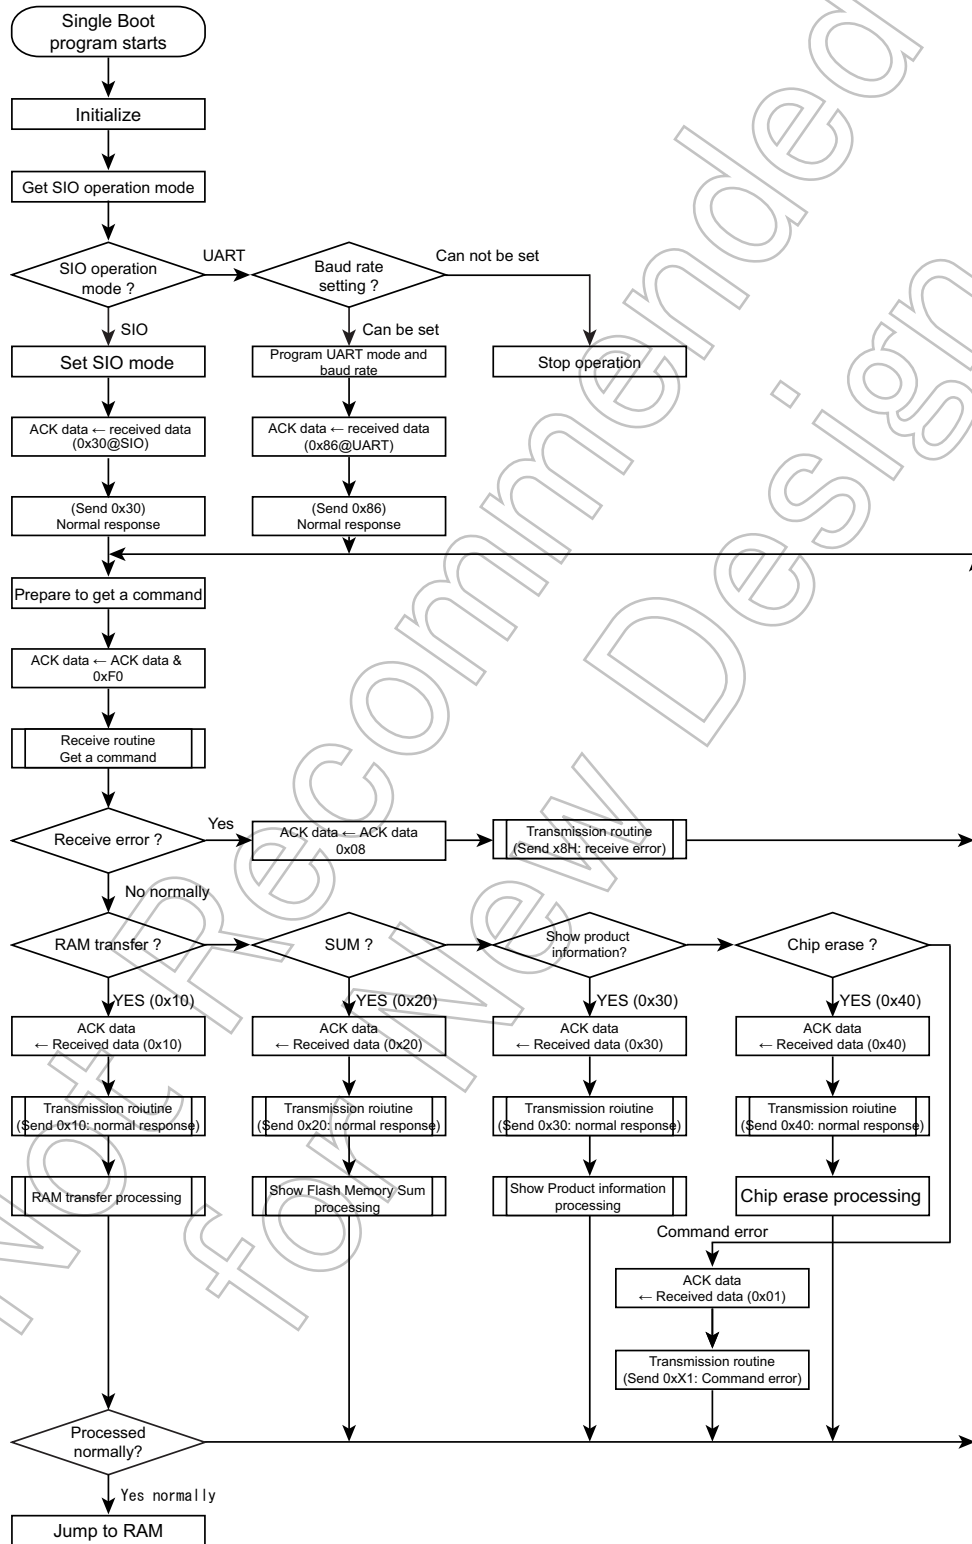 Single Boot
program starts
Initialize
Get SIO operation mode
SIO operation
mode ?
UART
Baud rate
setting ?
Can not be set
SIO
Can be set
Set SIO mode
Program UART mode and
baud rate
Stop operation
ACK data ← received data
(0x30@SIO)
ACK data ← received data
(0x86@UART)
(Send 0x30)
Normal response
(Send 0x86)
Normal response
Prepare to get a command
ACK data ← ACK data &
0xF0
Receive routine
Get a command
Receive error ?
Yes
ACK data ← ACK data
0x08
Transmission routine
(Send x8H: receive error)
No normally
RAM transfer ?
SUM ?
Show product
information?
Chip erase ?
YES (0x10)
YES (0x20)
YES (0x30)
YES (0x40)
ACK data
← Received data (0x10)
ACK data
← Received data (0x20)
ACK data
← Received data (0x30)
ACK data
← Received data (0x40)
Transmission roiutine
(Send 0x10: normal response)
Transmission roiutine
(Send 0x20: normal response)
Transmission roiutine
(Send 0x30: normal response)
Transmission roiutine
(Send 0x40: normal response)
RAM transfer processing
Show Flash Memory Sum
processing
Show Product information
processing
Chip erase processing
Command error
ACK data
← Received data (0x01)
Transmission routine
(Send 0xX1: Command error)
Processed
normally?
Yes normally
Jump to RAM
Not Recommended
for New Design